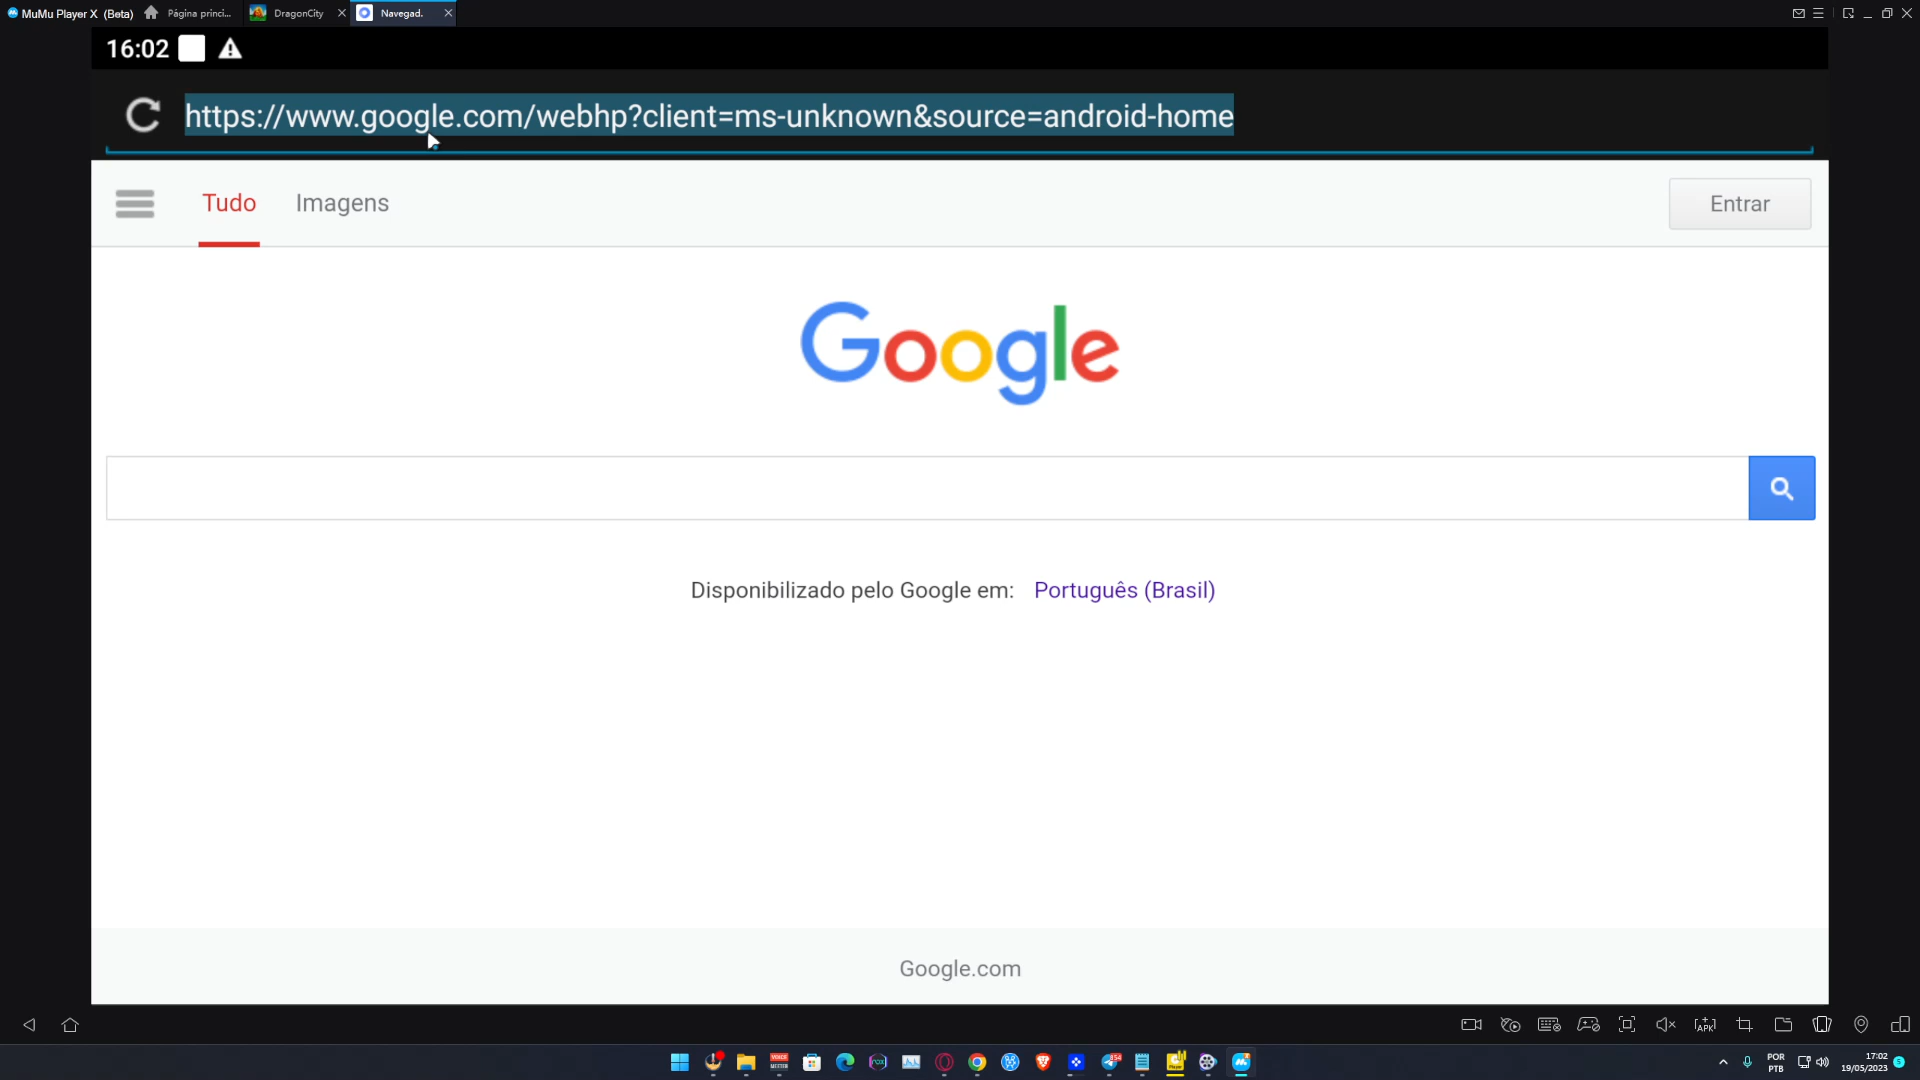 MuMu Player X (Beta)
Página princi...
DragonCity
Navegad.
16:02
https://www.google.com/webhp?client=ms-unknown&source=android-home
Tudo
Imagens
Entrar
Google
Disponibilizado pelo Google em: Português (Brasil)
Google.com
APK
POR
PTB
17:02
19/05/2023